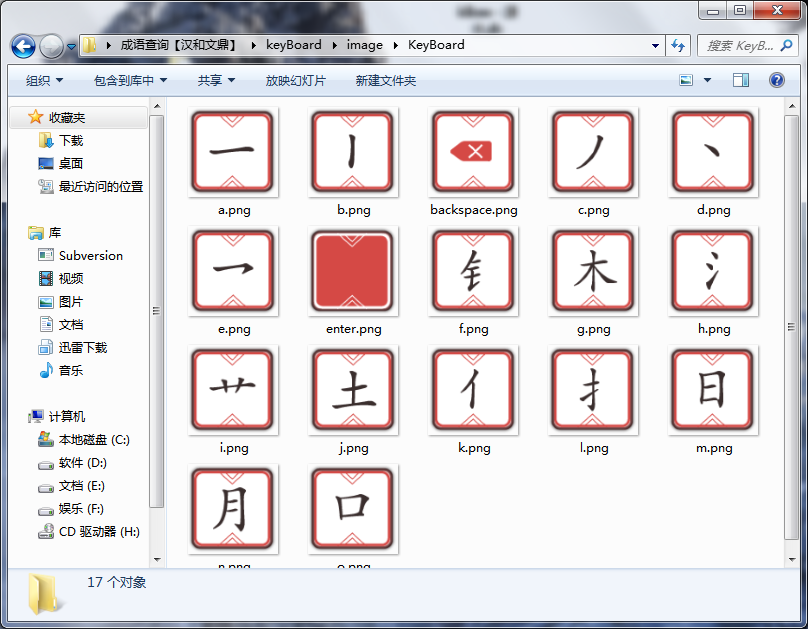 成语查询【汉和文鼎】 keyBoard image KeyBoard
搜索 KeyB...
组织 包含到库中 共享 放映幻灯片 新建文件夹
收藏夹
下载
桌面
最近访问的位置
库
Subversion
视频
图片
文档
迅雷下载
音乐
计算机
本地磁盘 (C:)
软件 (D:)
文档 (E:)
娱乐 (F:)
CD 驱动器 (H:)
一 丨 丿 丶
a.png b.png backspace.png c.png d.png
乛 钅 木 氵
e.png enter.png f.png g.png h.png
艹 土 亻 扌 日
i.png j.png k.png l.png m.png
月 口
n.png o.png
17 个对象